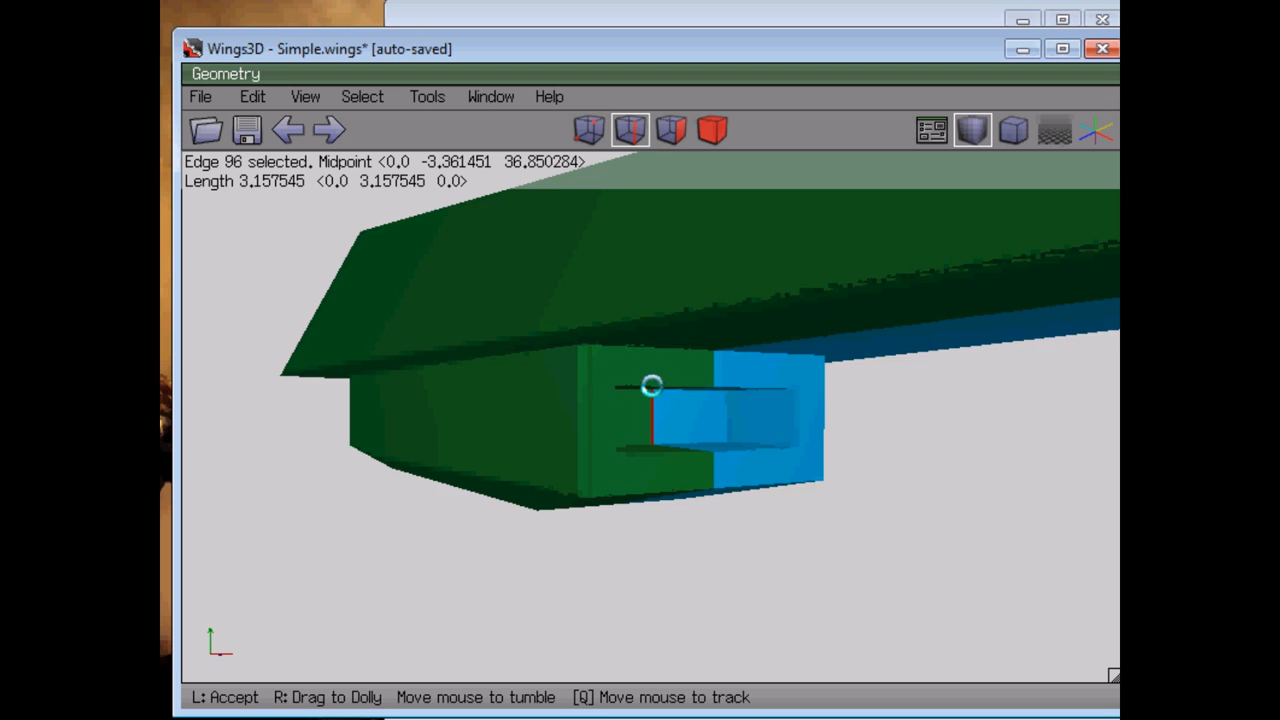 Wings3D - Simple.wings* [auto-saved]
Geometry
File Edit View Select Tools Window Help
Edge 96 selected. Midpoint <0.0 -3.361451 36.850284>
Length 3.157545 <0.0 3.157545 0.0>
L: Accept R: Drag to Dolly Move mouse to tumble [Q] Move mouse to track